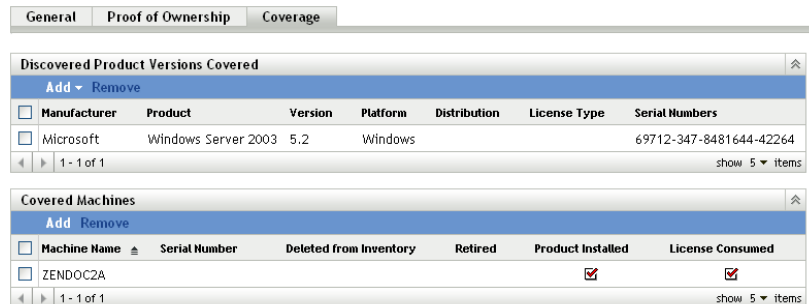 General Proof of Ownership Coverage
Discovered Product Versions Covered
Add Remove
Manufacturer Product Version Platform Distribution License Type Serial Numbers
Microsoft Windows Server 2003 5.2 Windows 69712-347-8481644-42264
1 - 1 of 1 show 5 items
Covered Machines
Add Remove
Machine Name Serial Number Deleted from Inventory Retired Product Installed License Consumed
ZENDOC2A
1 - 1 of 1 show 5 items